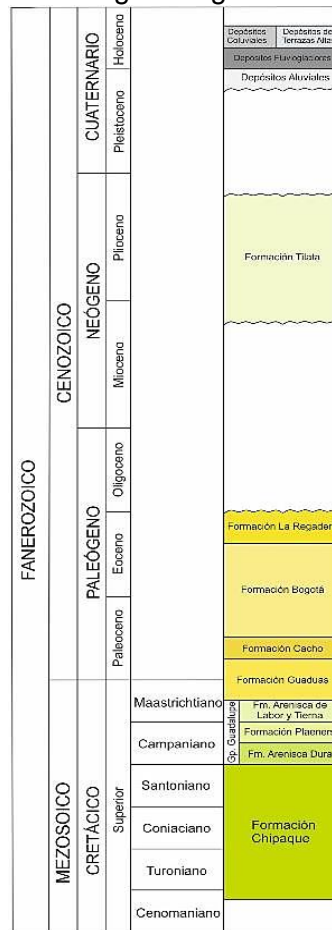 Depósitos
Coluviales
Depósitos de
Terrazas Altas
Depósitos Fluvioglaciares
Depósitos Aluviales
Formación Tilata
Formación La Regadera
Formación Bogotá
Formación Cacho
Formación Guaduas
Gp. Guadalupe
Fm. Arenisca de
Labor y Tierna
Formación Plaeners
Fm. Arenisca Dura
Formación
Chipaque
FANEROZOICO
CENOZOICO
MESOZOICO
CUATERNARIO
NEÓGENO
PALEÓGENO
CRETÁCICO
Holoceno
Pleistoceno
Plioceno
Mioceno
Oligoceno
Eoceno
Paleoceno
Superior
Maastrichtiano
Campaniano
Santoniano
Coniaciano
Turoniano
Cenomaniano